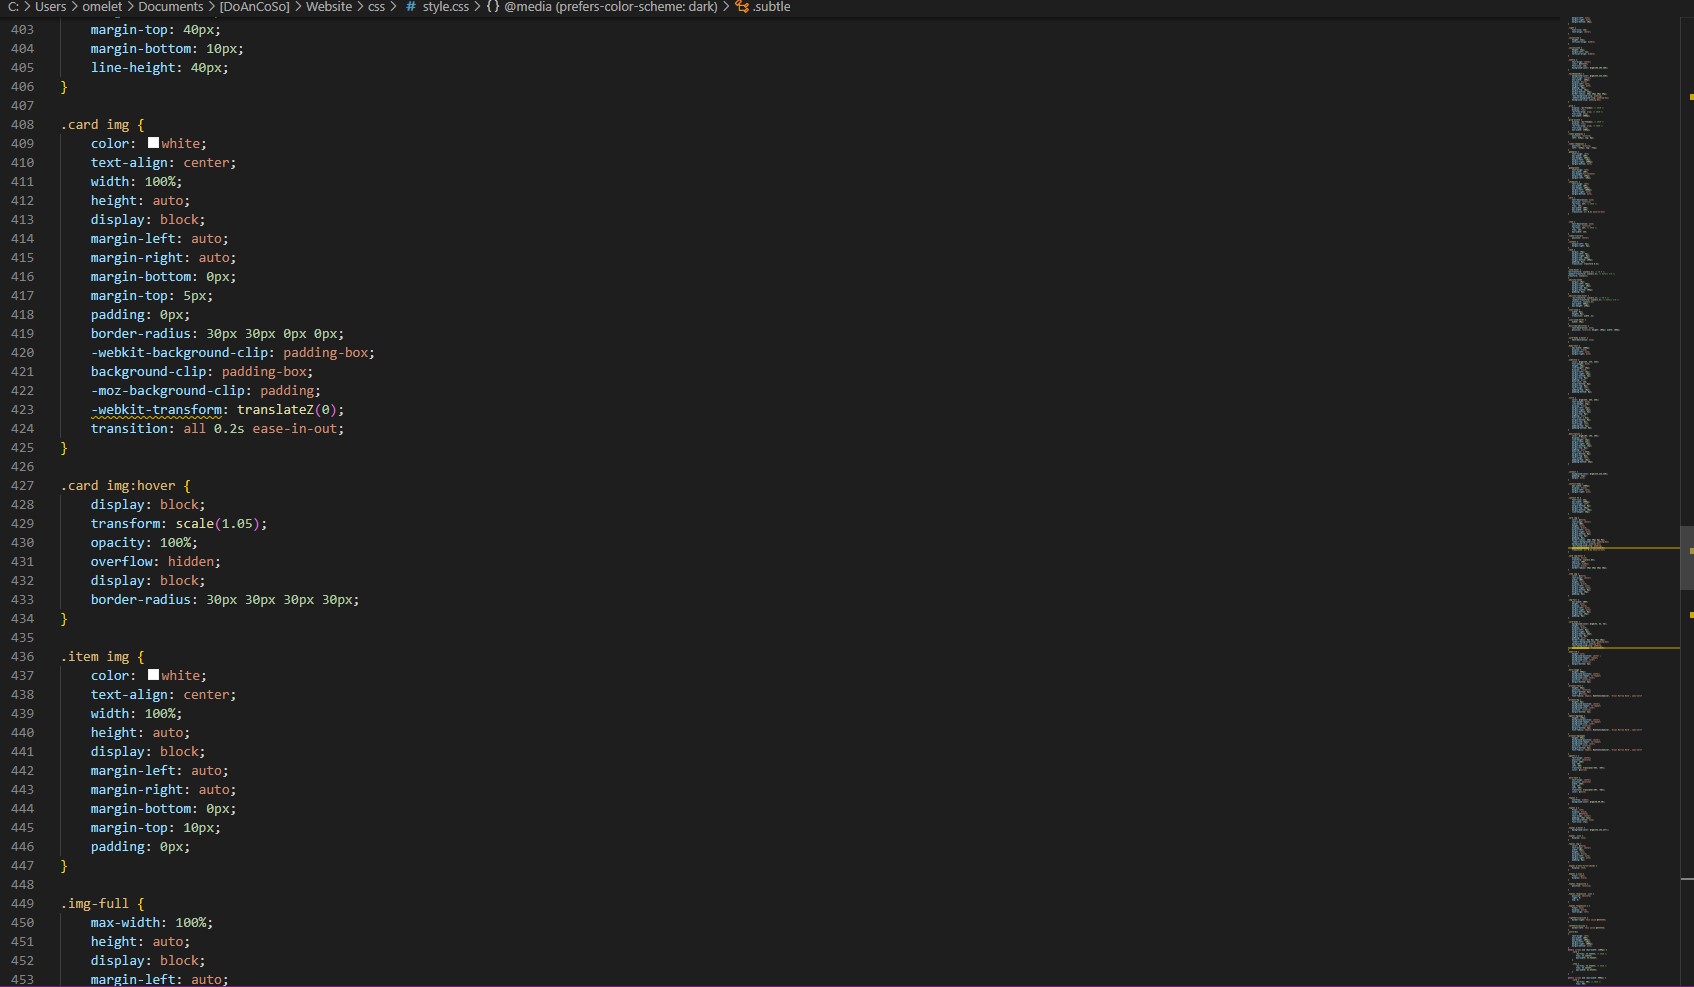 C: > Users > omelet > Documents > [DoAnCoSo] > Website > css > # style.css > {} @media (prefers-color-scheme: dark) > .subtle
403 margin-top: 40px;
404 margin-bottom: 10px;
405 line-height: 40px;
406 }
407
408 .card img {
409 color: white;
410 text-align: center;
411 width: 100%;
412 height: auto;
413 display: block;
414 margin-left: auto;
415 margin-right: auto;
416 margin-bottom: 0px;
417 margin-top: 5px;
418 padding: 0px;
419 border-radius: 30px 30px 0px 0px;
420 -webkit-background-clip: padding-box;
421 background-clip: padding-box;
422 -moz-background-clip: padding;
423 -webkit-transform: translateZ(0);
424 transition: all 0.2s ease-in-out;
425 }
426
427 .card img:hover {
428 display: block;
429 transform: scale(1.05);
430 opacity: 100%;
431 overflow: hidden;
432 display: block;
433 border-radius: 30px 30px 30px 30px;
434 }
435
436 .item img {
437 color: white;
438 text-align: center;
439 width: 100%;
440 height: auto;
441 display: block;
442 margin-left: auto;
443 margin-right: auto;
444 margin-bottom: 0px;
445 margin-top: 10px;
446 padding: 0px;
447 }
448
449 .img-full {
450 max-width: 100%;
451 height: auto;
452 display: block;
453 margin-left: auto;